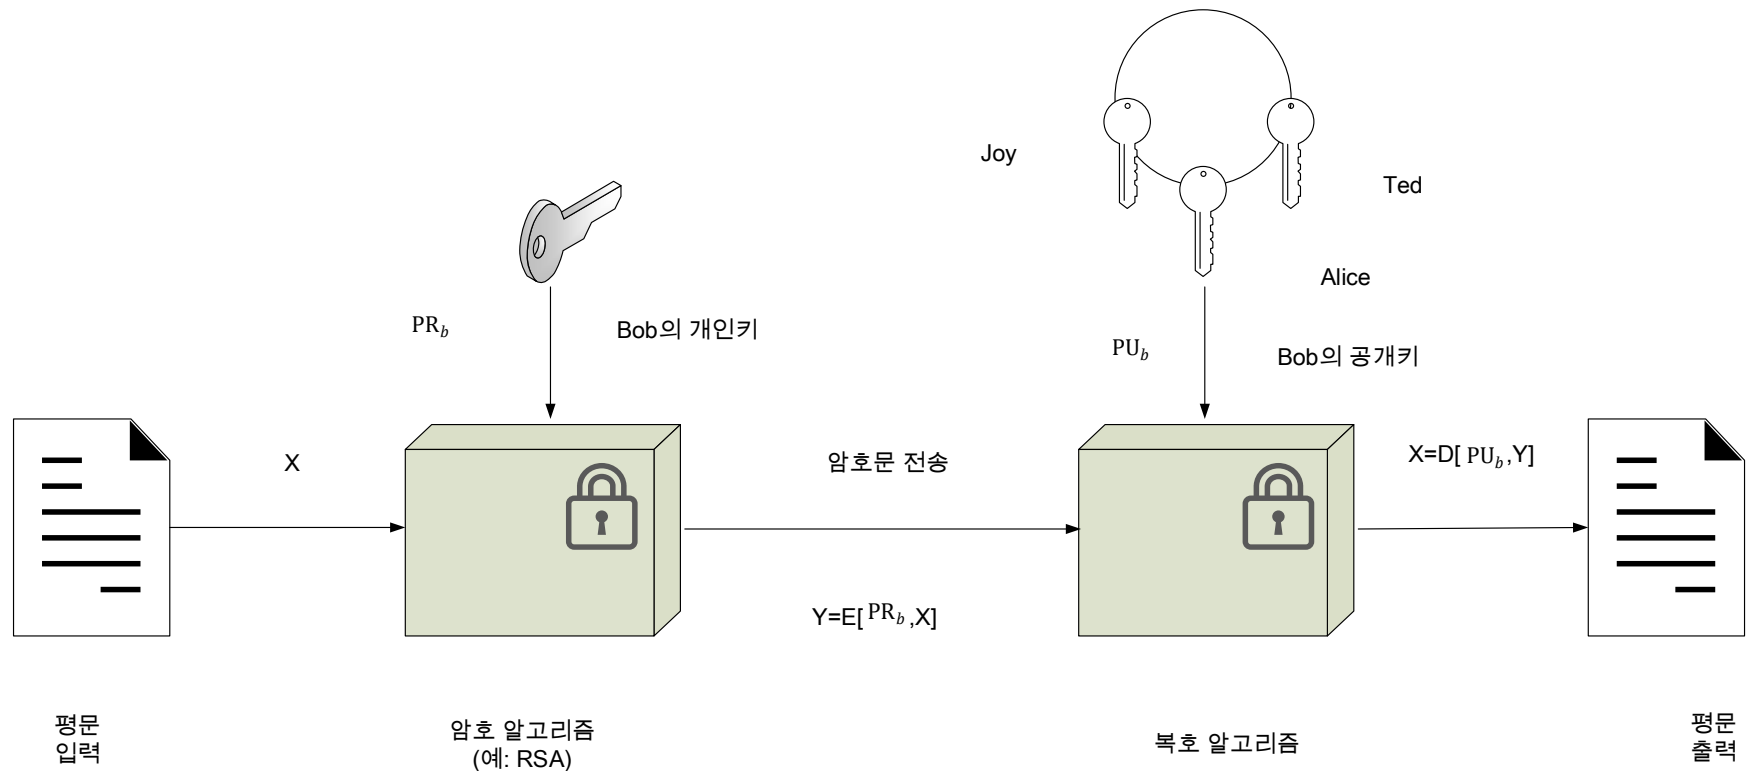 Joy
Ted
Alice
PR_b
Bob의 개인키
PU_b
Bob의 공개키
X
암호문 전송
X=D[ PU_b,Y]
Y=E[ PR_b,X]
평문
입력
암호 알고리즘
(예: RSA)
복호 알고리즘
평문
출력